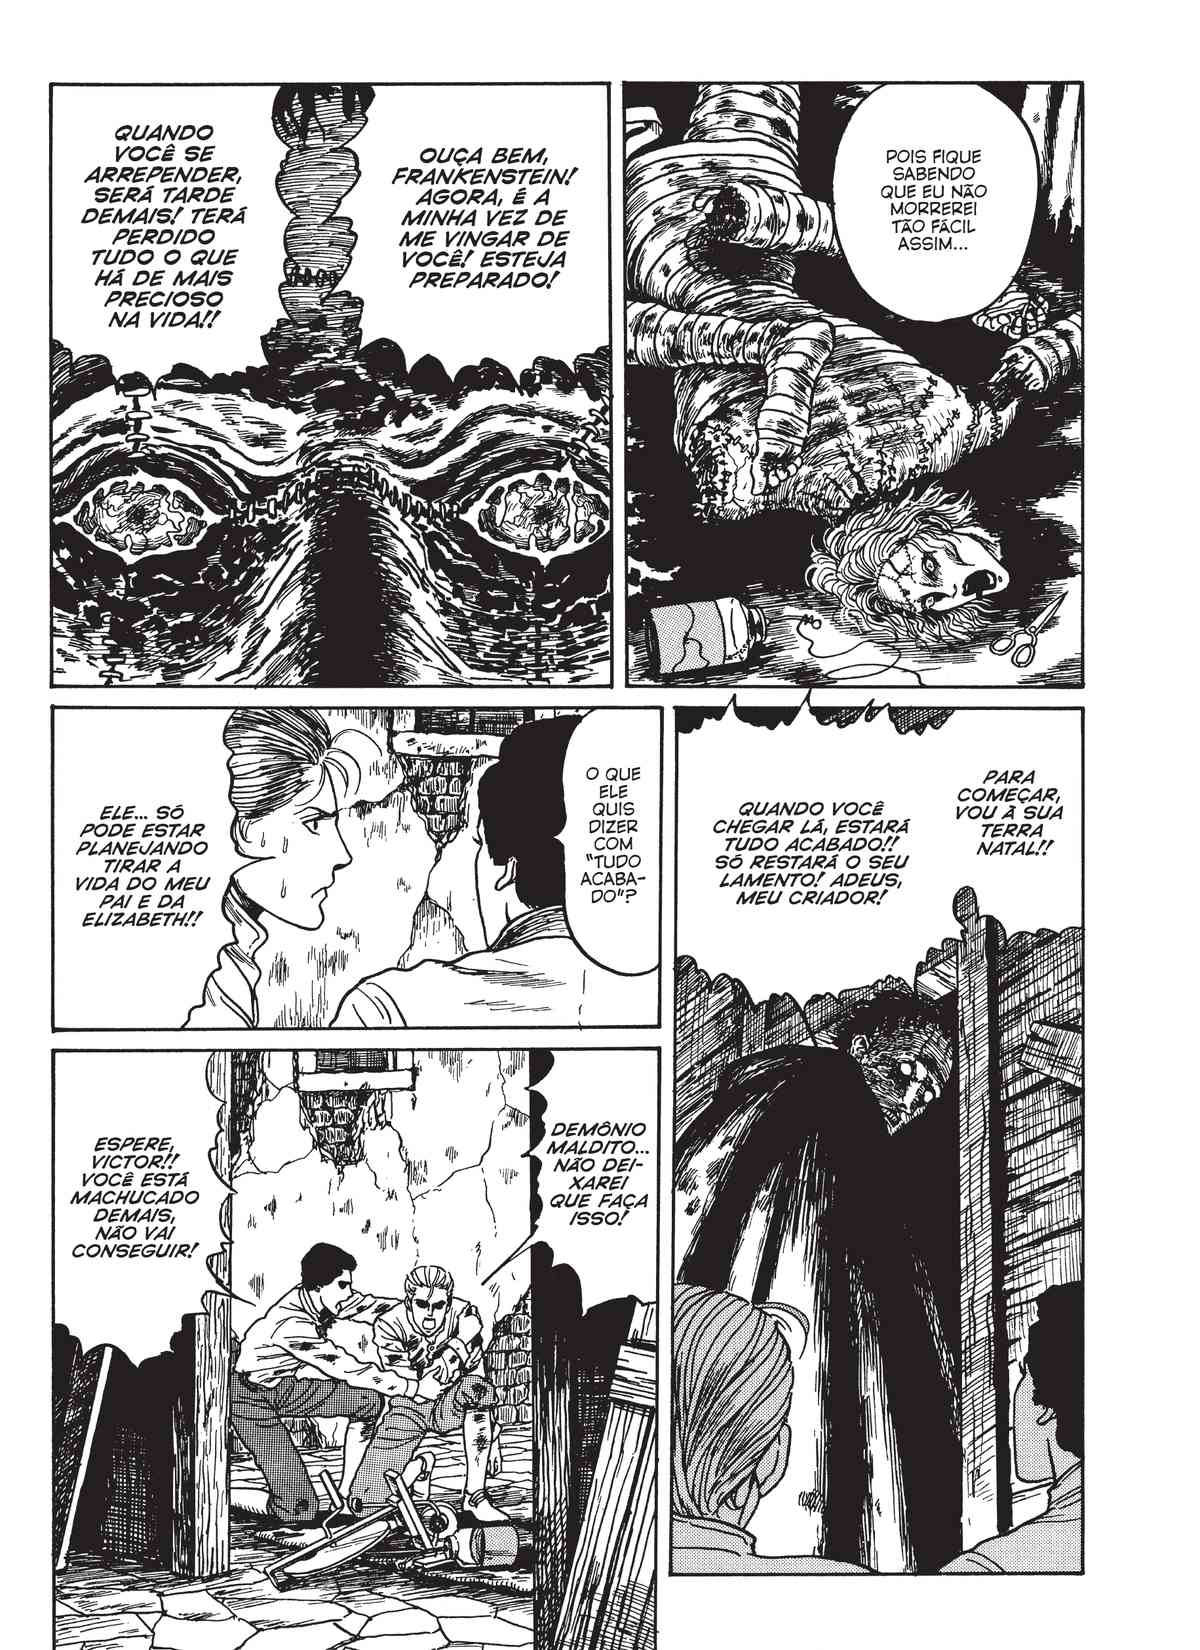 POIS FIQUE
SABENDO
QUE EU NÃO
MORREREI
TÃO FÁCIL
ASSIM...
OUÇA BEM,
FRANKENSTEIN!
AGORA, É A
MINHA VEZ DE
ME VINGAR DE
VOCÊ! ESTEJA
PREPARADO!
QUANDO
VOCÊ SE
ARREPENDER,
SERÁ TARDE
DEMAIS! TERÁ
PERDIDO
TUDO O QUE
HÁ DE MAIS
PRECIOSO
NA VIDA!!
PARA
COMEÇAR,
VOU À SUA
TERRA
NATAL!!
QUANDO VOCÊ
CHEGAR LÁ, ESTARÁ
TUDO ACABADO!!
SÓ RESTARÁ O SEU
LAMENTO! ADEUS,
MEU CRIADOR!
O QUE
ELE
QUIS
DIZER
COM
"TUDO
ACABA-
DO"?
ELE... SÓ
PODE ESTAR
PLANEJANDO
TIRAR A
VIDA DO MEU
PAI E DA
ELIZABETH!!
DEMÔNIO
MALDITO...
NÃO DEI-
XAREI
QUE FAÇA
ISSO!
ESPERE,
VICTOR!!
VOCÊ ESTÁ
MACHUCADO
DEMAIS,
NÃO VAI
CONSEGUIR!